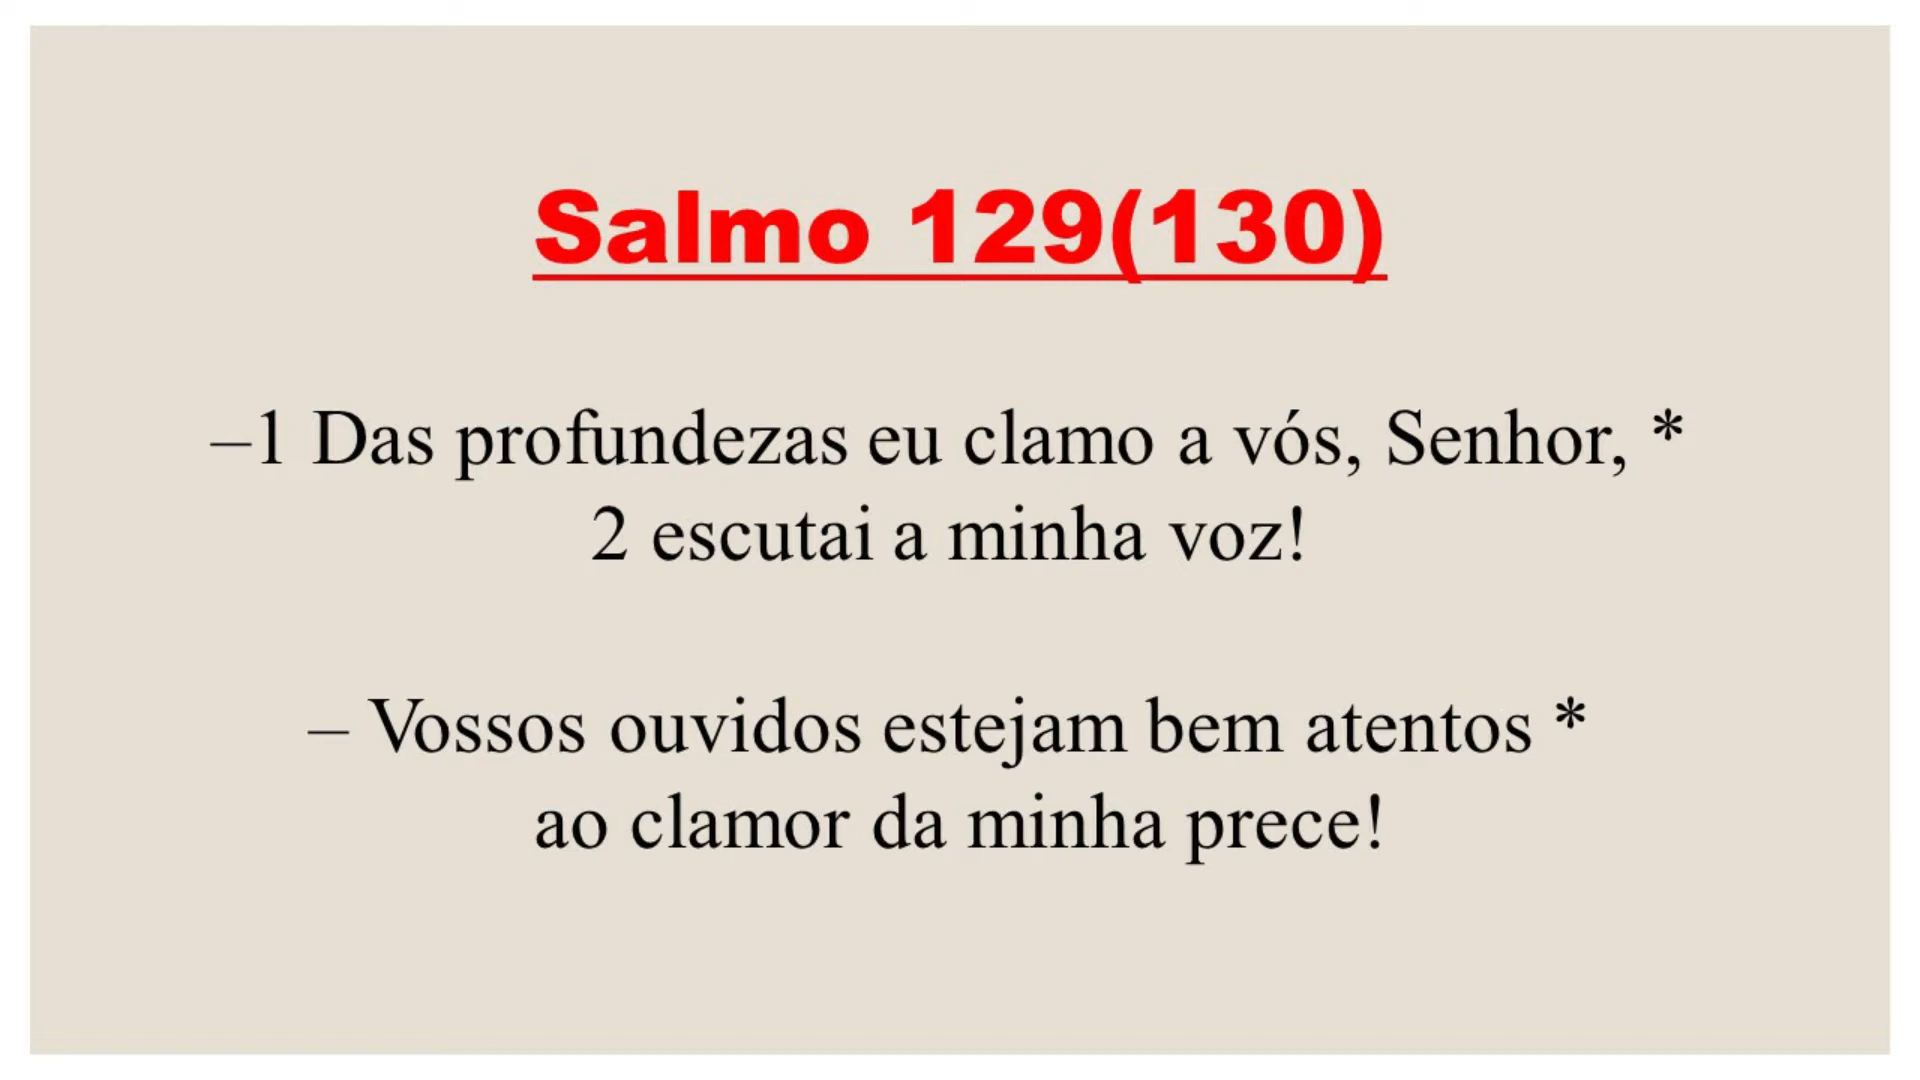 Salmo 129(130)
–1 Das profundezas eu clamo a vós, Senhor, *
2 escutai a minha voz!
– Vossos ouvidos estejam bem atentos *
ao clamor da minha prece!